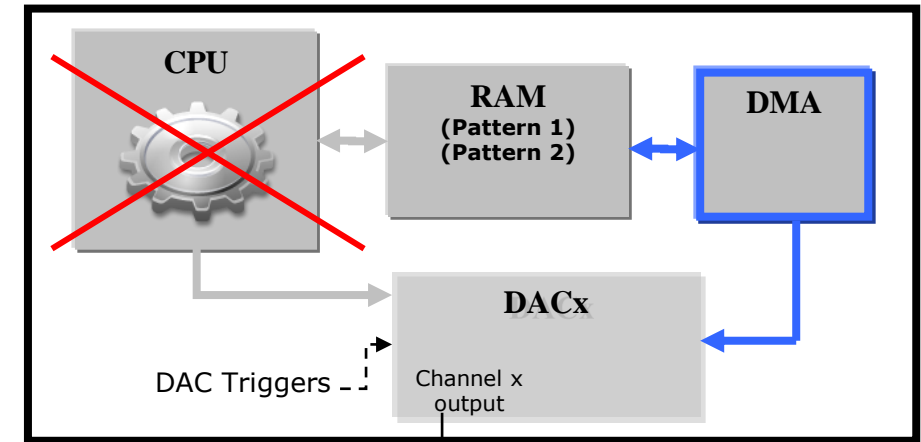 CPU
RAM
(Pattern 1)
(Pattern 2)
DMA
DACx
DAC Triggers
Channel x
output